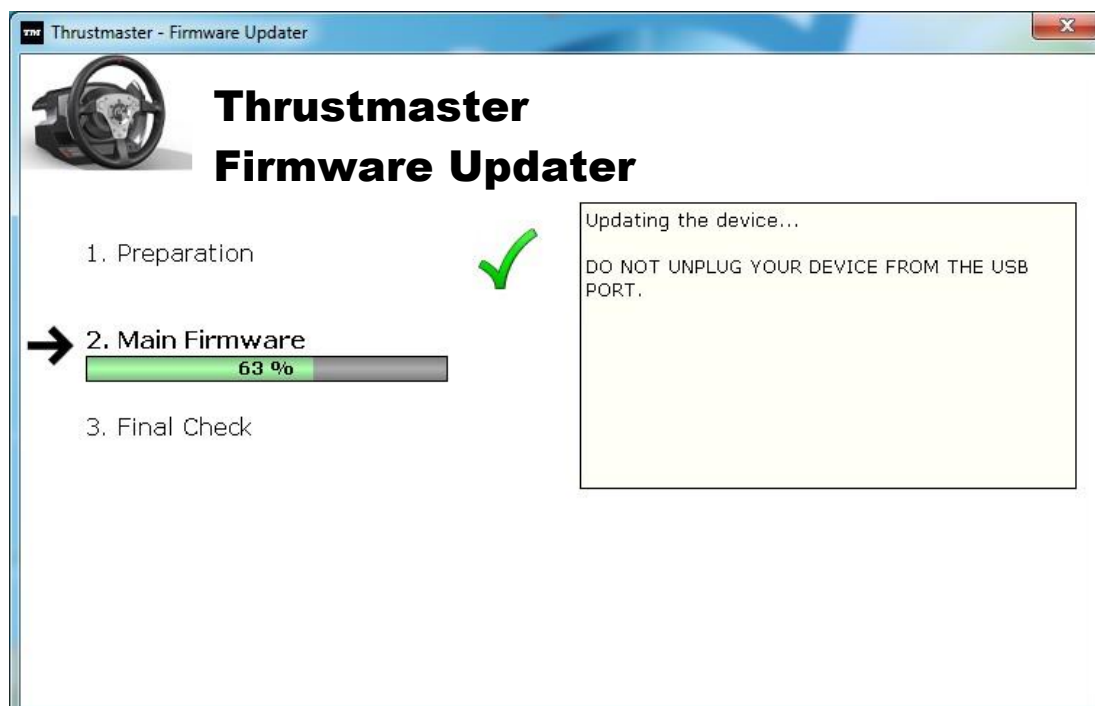 TM Thrustmaster - Firmware Updater
Thrustmaster
Firmware Updater
1. Preparation
2. Main Firmware
63 %
3. Final Check
Updating the device...
DO NOT UNPLUG YOUR DEVICE FROM THE USB
PORT.